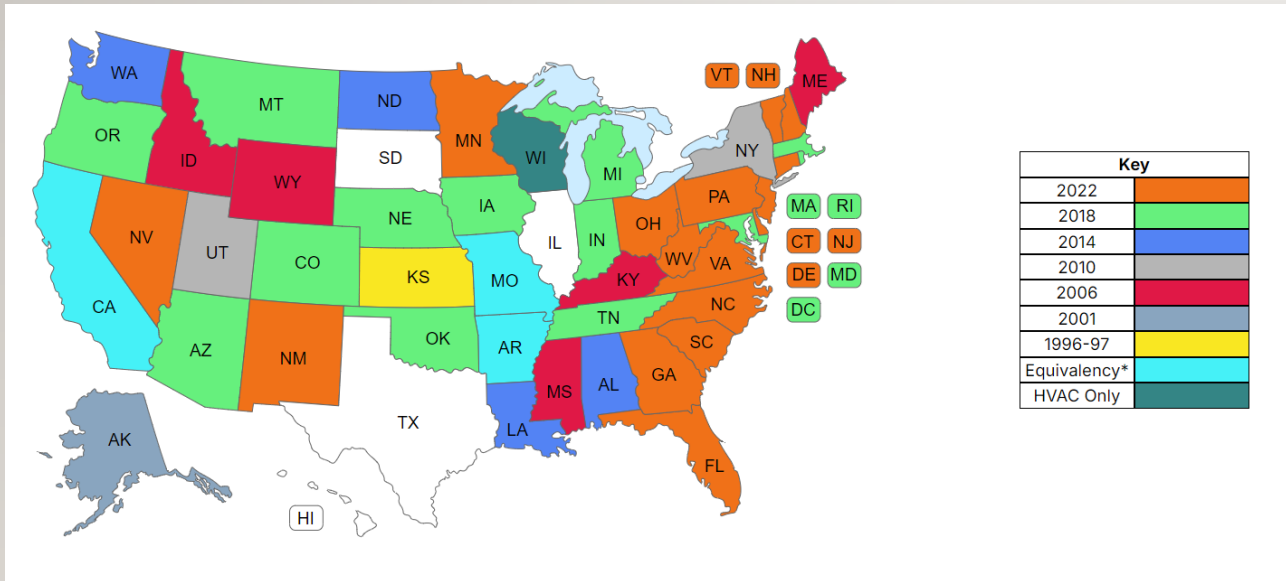 WA
MT
ND
MN
VT
NH
ME
OR
ID
SD
WI
NY
WY
MI
IA
PA
MA
RI
NE
NV
UT
CO
IL
IN
OH
WV
VA
CT
NJ
KS
MO
KY
DE
MD
CA
NC
DC
AZ
NM
OK
AR
TN
SC
MS
AL
GA
TX
LA
FL
AK
HI
Key
2022
2018
2014
2010
2006
2001
1996-97
Equivalency*
HVAC Only